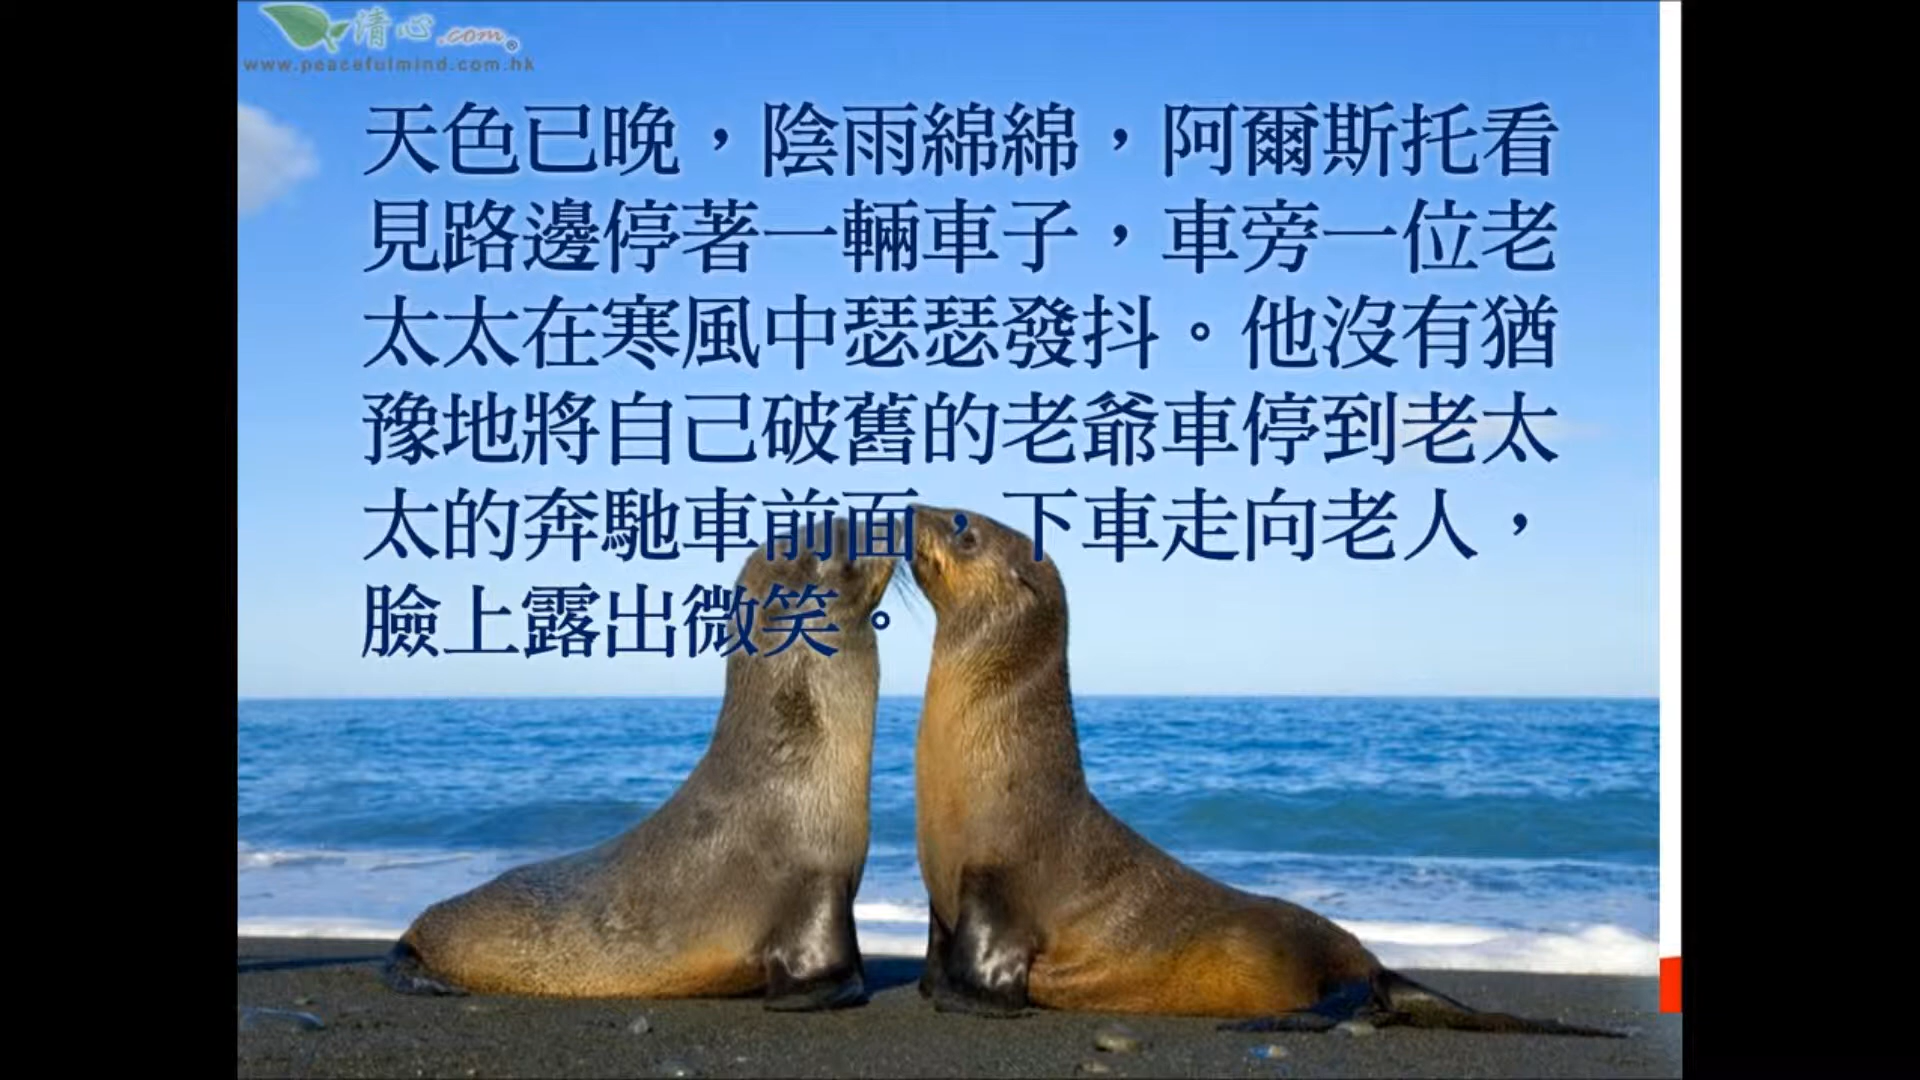 清心.com®
www.peacefulmind.com.hk
天色已晚，陰雨綿綿，阿爾斯托看
見路邊停著一輛車子，車旁一位老
太太在寒風中瑟瑟發抖。他沒有猶
豫地將自己破舊的老爺車停到老太
太的奔馳車前面，下車走向老人，
臉上露出微笑。